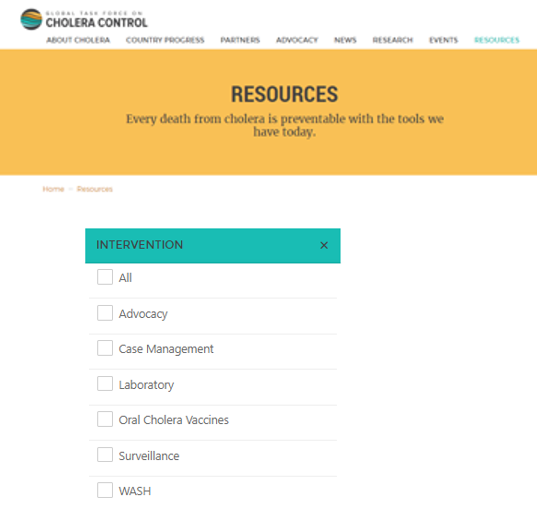 GLOBAL TASK FORCE ON
CHOLERA CONTROL
ABOUT CHOLERA COUNTRY PROGRESS PARTNERS ADVOCACY NEWS RESEARCH EVENTS RESOURCES
RESOURCES
Every death from cholera is preventable with the tools we
have today.
Home – Resources
INTERVENTION ×
All
Advocacy
Case Management
Laboratory
Oral Cholera Vaccines
Surveillance
WASH